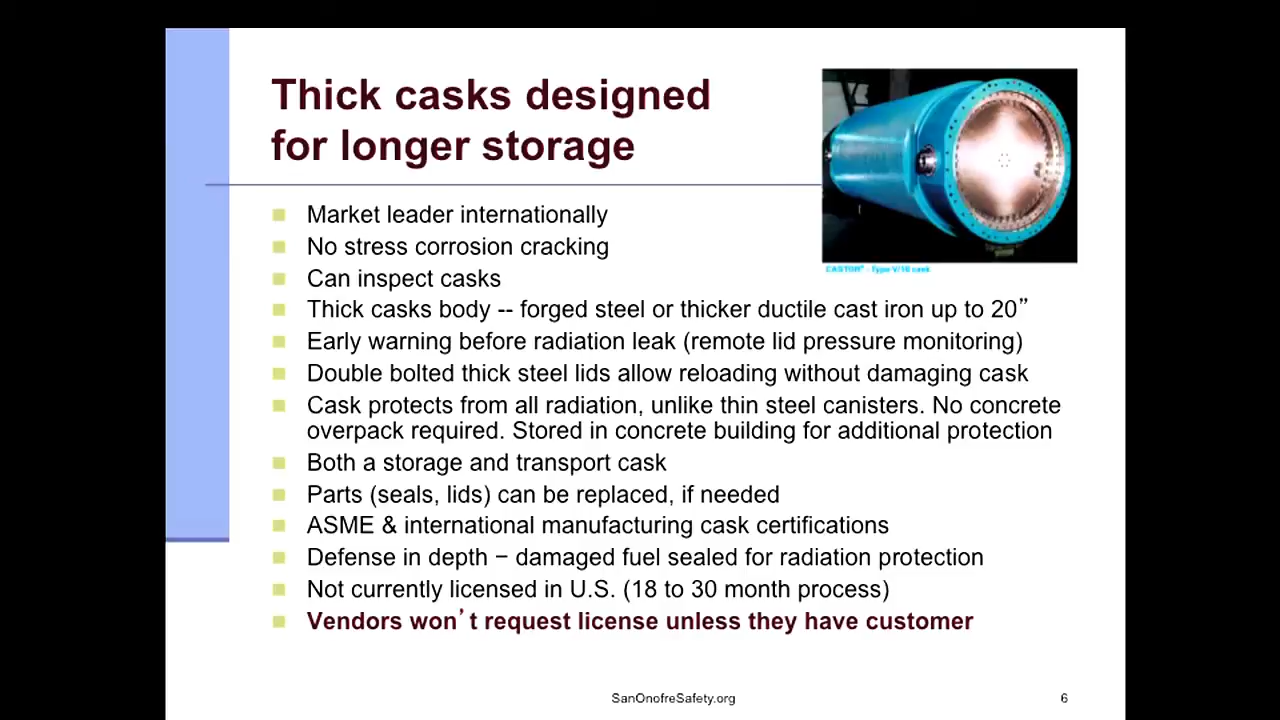 Thick casks designed
for longer storage
CASTOR® - Type V/19 cask
Market leader internationally
No stress corrosion cracking
Can inspect casks
Thick casks body -- forged steel or thicker ductile cast iron up to 20”
Early warning before radiation leak (remote lid pressure monitoring)
Double bolted thick steel lids allow reloading without damaging cask
Cask protects from all radiation, unlike thin steel canisters. No concrete
overpack required. Stored in concrete building for additional protection
Both a storage and transport cask
Parts (seals, lids) can be replaced, if needed
ASME & international manufacturing cask certifications
Defense in depth – damaged fuel sealed for radiation protection
Not currently licensed in U.S. (18 to 30 month process)
Vendors won’t request license unless they have customer
SanOnofreSafety.org
6